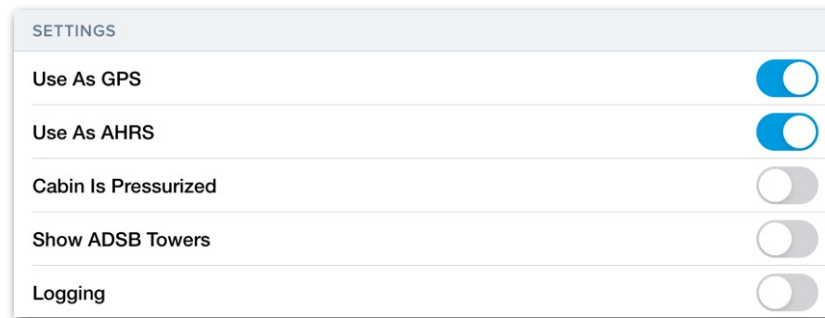 SETTINGS
Use As GPS
Use As AHRS
Cabin Is Pressurized
Show ADSB Towers
Logging